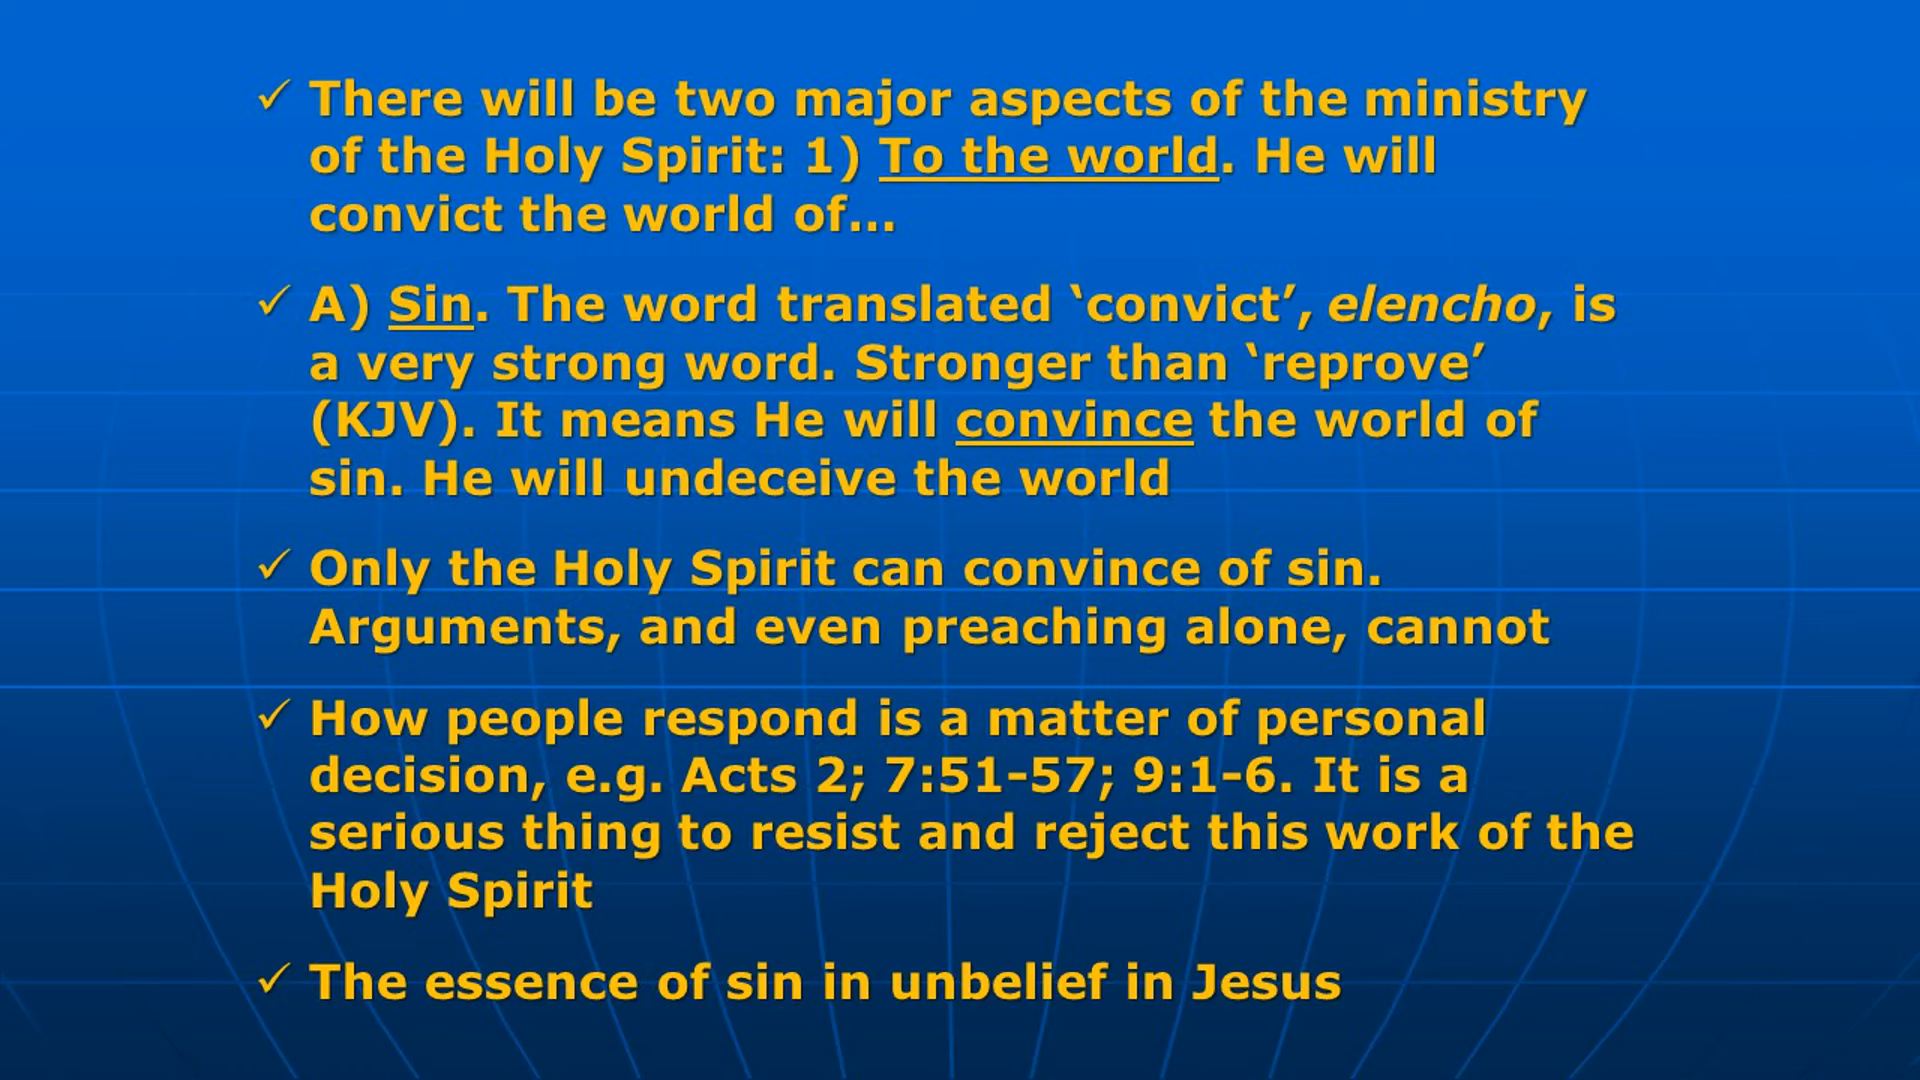 ✓ There will be two major aspects of the ministry
of the Holy Spirit: 1) To the world. He will
convict the world of…
✓ A) Sin. The word translated ‘convict’, elencho, is
a very strong word. Stronger than ‘reprove’
(KJV). It means He will convince the world of
sin. He will undeceive the world
✓ Only the Holy Spirit can convince of sin.
Arguments, and even preaching alone, cannot
✓ How people respond is a matter of personal
decision, e.g. Acts 2; 7:51-57; 9:1-6. It is a
serious thing to resist and reject this work of the
Holy Spirit
✓ The essence of sin in unbelief in Jesus